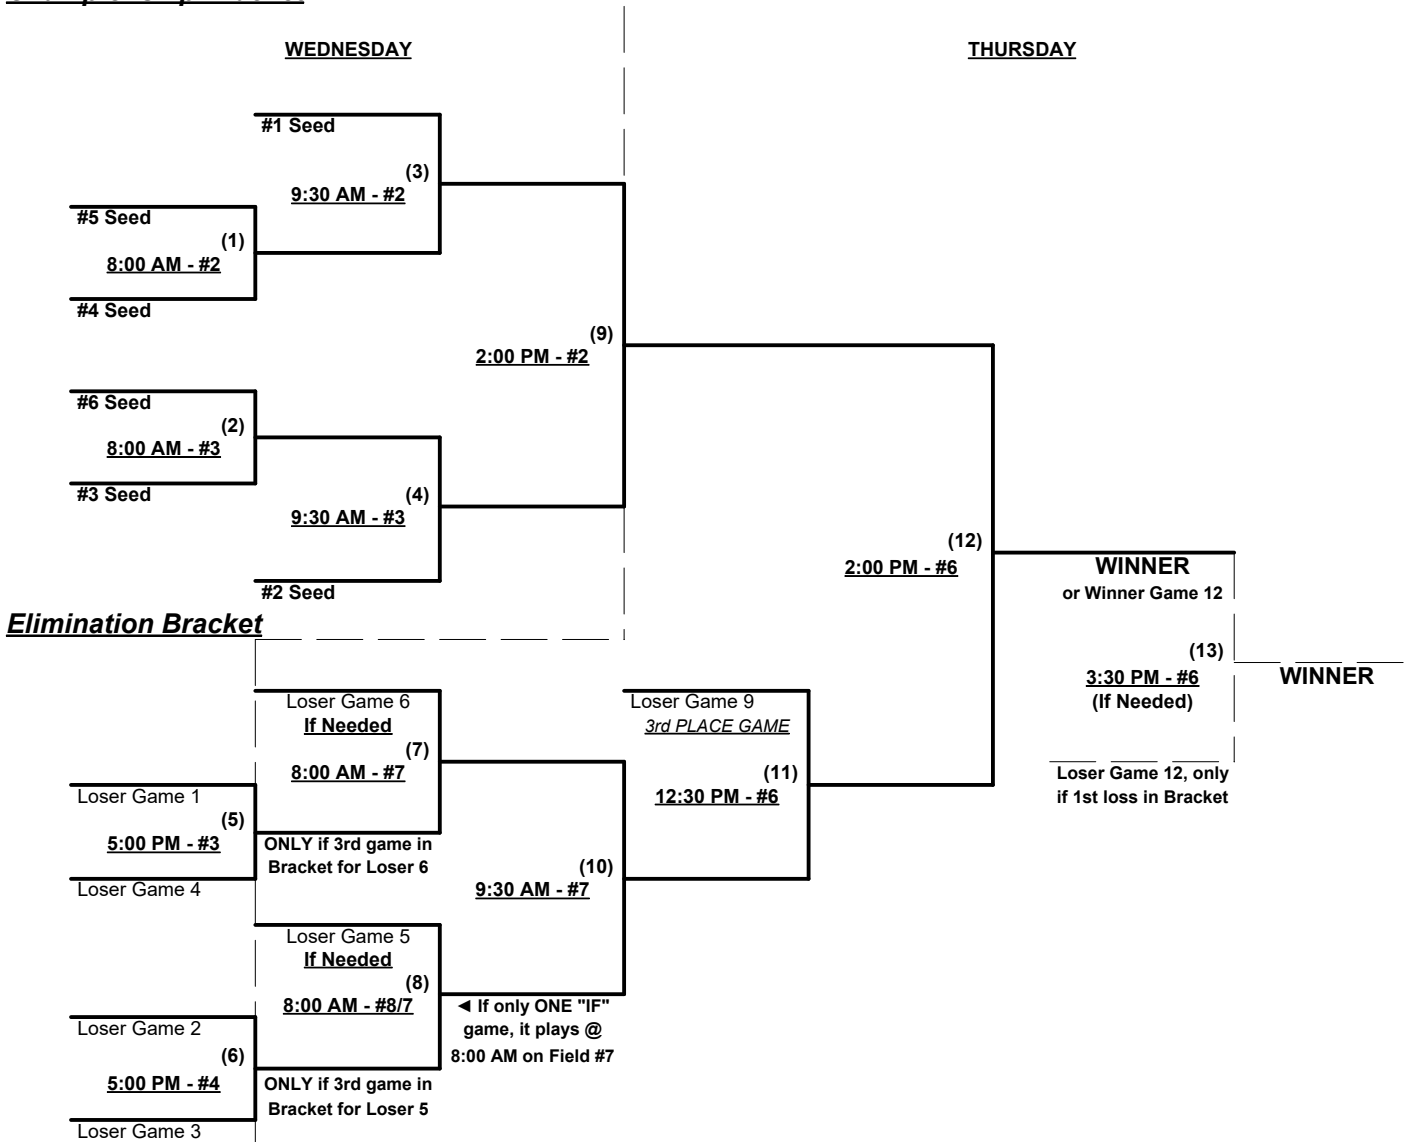 WEDNESDAY
THURSDAY
#1 Seed
(3)
9:30 AM - #2
#5 Seed
(1)
8:00 AM - #2
#4 Seed
(9)
2:00 PM - #2
#6 Seed
(2)
8:00 AM - #3
#3 Seed
(4)
9:30 AM - #3
#2 Seed
(12)
2:00 PM - #6
WINNER
or Winner Game 12
(13)
3:30 PM - #6
(If Needed)
WINNER
Loser Game 12, only
if 1st loss in Bracket
Elimination Bracket
Loser Game 6
If Needed
(7)
8:00 AM - #7
Loser Game 9
3rd PLACE GAME
(11)
12:30 PM - #6
Loser Game 1
(5)
5:00 PM - #3
Loser Game 4
ONLY if 3rd game in
Bracket for Loser 6
(10)
9:30 AM - #7
Loser Game 5
If Needed
(8)
8:00 AM - #8/7
◄ If only ONE "IF"
game, it plays @
8:00 AM on Field #7
Loser Game 2
(6)
5:00 PM - #4
Loser Game 3
ONLY if 3rd game in
Bracket for Loser 5